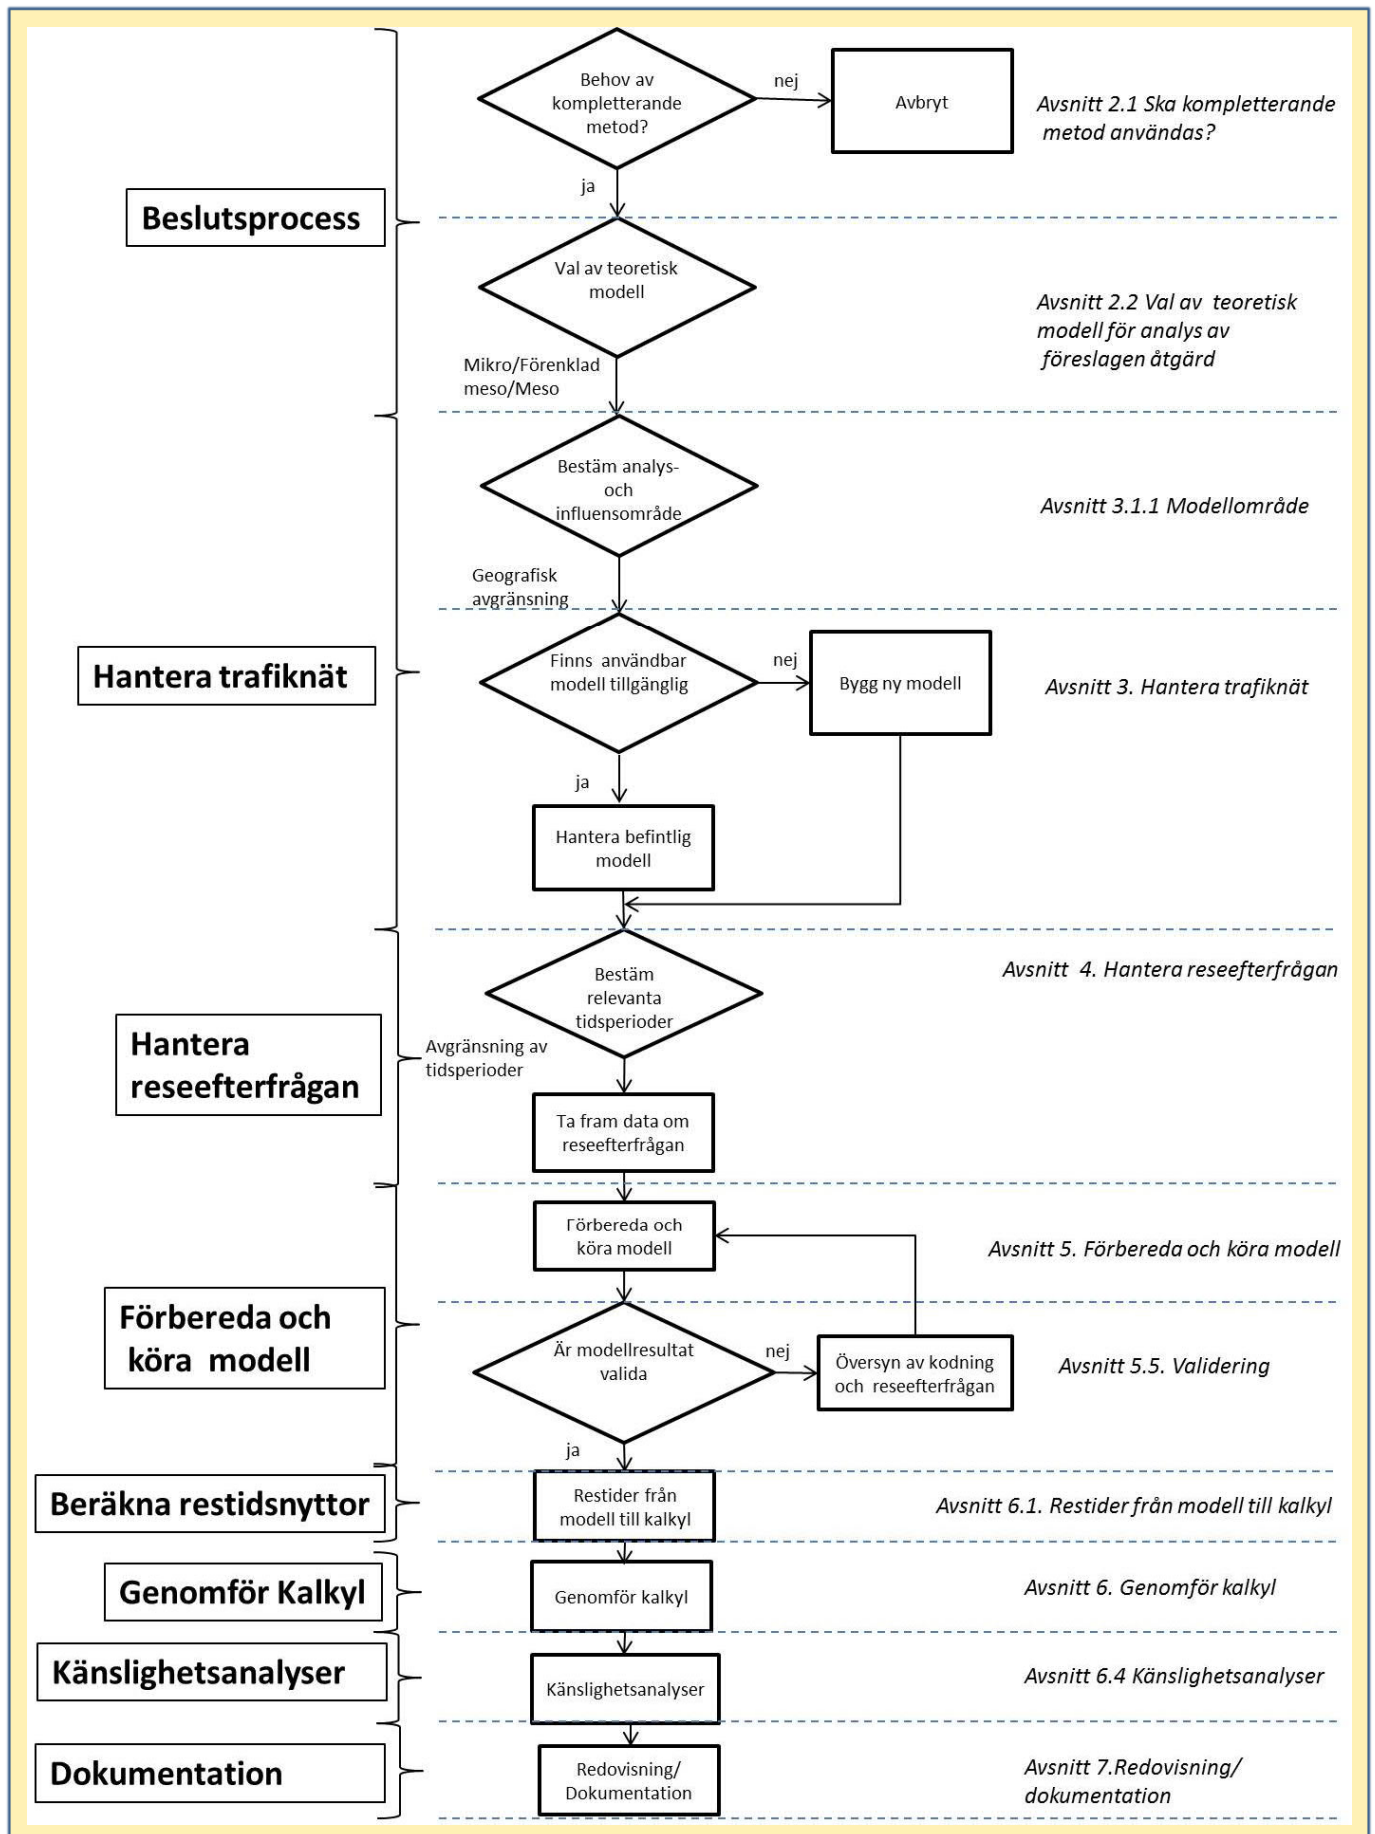 Behov av
kompletterande
metod?
nej
Avbryt
Avsnitt 2.1 Ska kompletterande
metod användas?
ja
Beslutsprocess
Val av teoretisk
modell
Avsnitt 2.2 Val av teoretisk
modell för analys av
föreslagen åtgärd
Mikro/Förenklad
meso/Meso
Bestäm analys-
och
influensområde
Avsnitt 3.1.1 Modellområde
Geografisk
avgränsning
Hantera trafiknät
Finns användbar
modell tillgänglig
nej
Bygg ny modell
Avsnitt 3. Hantera trafiknät
ja
Hantera befintlig
modell
Avsnitt 4. Hantera reseefterfrågan
Bestäm
relevanta
tidsperioder
Hantera
reseefterfrågan
Avgränsning av
tidsperioder
Ta fram data om
reseefterfrågan
Förbereda och
köra modell
Avsnitt 5. Förbereda och köra modell
Förbereda och
köra modell
Är modellresultat
valida
nej
Översyn av kodning
och reseefterfrågan
Avsnitt 5.5. Validering
ja
Beräkna restidsnyttor
Restider från
modell till kalkyl
Avsnitt 6.1. Restider från modell till kalkyl
Genomför Kalkyl
Genomför kalkyl
Avsnitt 6. Genomför kalkyl
Känslighetsanalyser
Känslighetsanalyser
Avsnitt 6.4 Känslighetsanalyser
Dokumentation
Redovisning/
Dokumentation
Avsnitt 7.Redovisning/
dokumentation